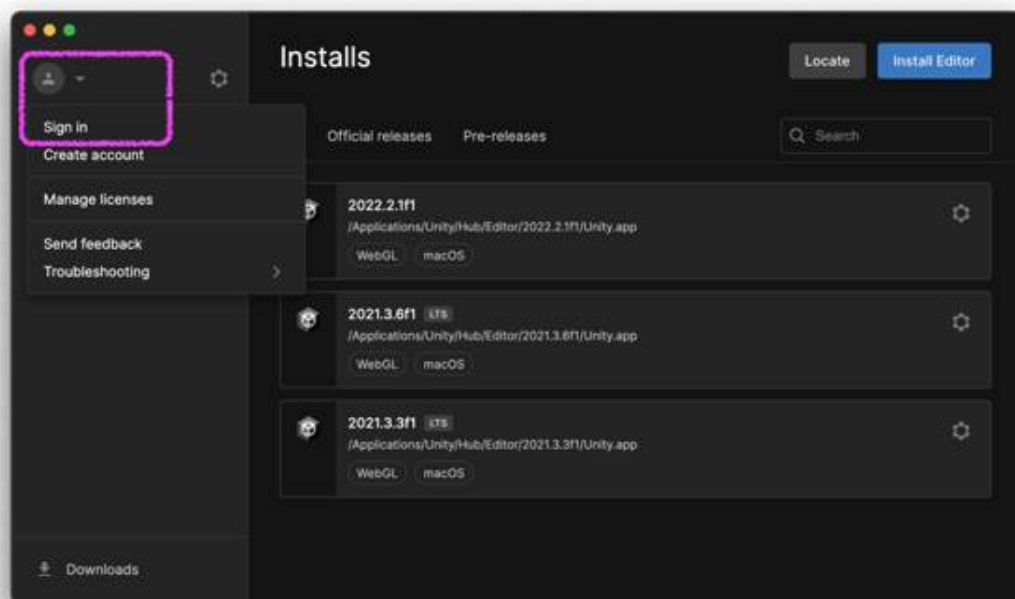 Installs
Locate
Install Editor
Sign in
Create account
Manage licenses
Send feedback
Troubleshooting
Official releases
Pre-releases
Search
2022.2.1f1
/Applications/Unity/Hub/Editor/2022.2.1f1/Unity.app
WebGL
macOS
2021.3.6f1 LTS
/Applications/Unity/Hub/Editor/2021.3.6f1/Unity.app
WebGL
macOS
2021.3.3f1 LTS
/Applications/Unity/Hub/Editor/2021.3.3f1/Unity.app
WebGL
macOS
Downloads